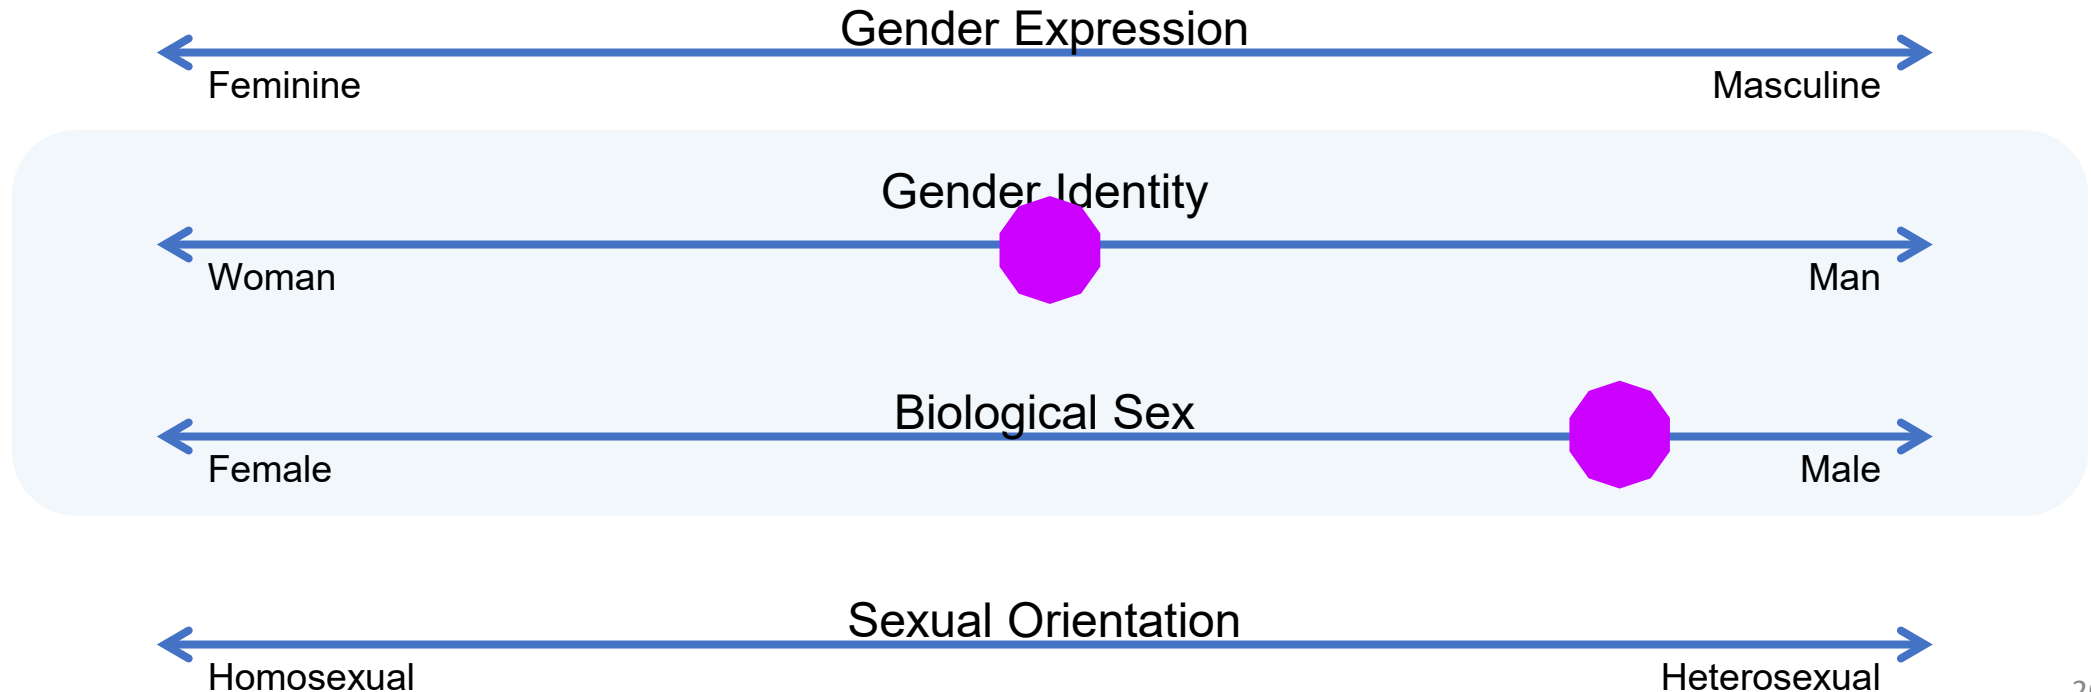 Gender Expression
Feminine
Masculine
Gender Identity
Woman
Man
Biological Sex
Female
Male
Sexual Orientation
Homosexual
Heterosexual